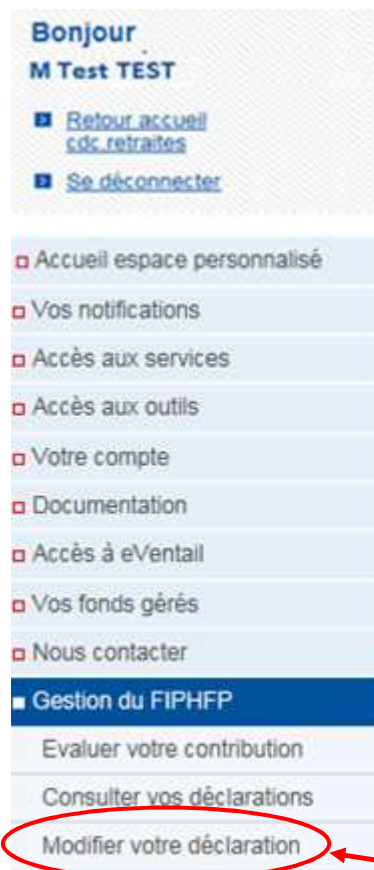 Bonjour
M Test TEST
Retour accueil
cdc.retraites
Se déconnecter
Accueil espace personnalisé
Vos notifications
Accès aux services
Accès aux outils
Votre compte
Documentation
Accès à eVentail
Vos fonds gérés
Nous contacter
Gestion du FIPHFP
Evaluer votre contribution
Consulter vos déclarations
Modifier votre déclaration